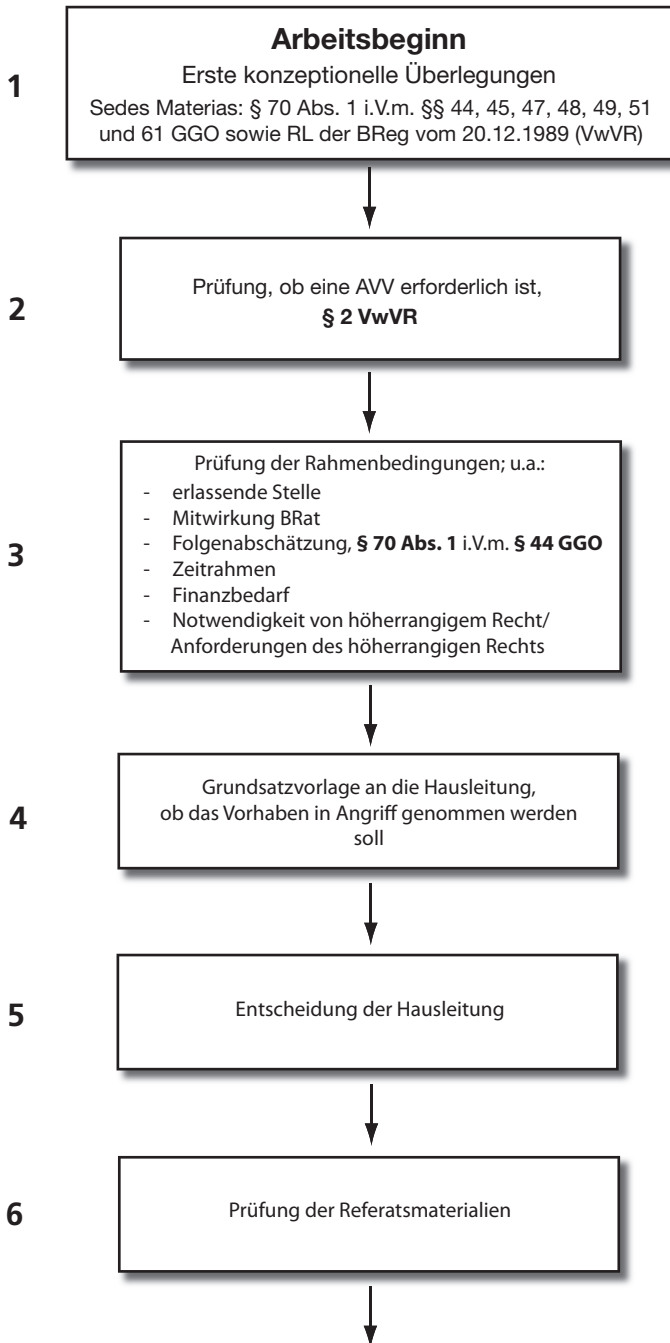 1
Arbeitsbeginn
Erste konzeptionelle Überlegungen
Sedes Materias: § 70 Abs. 1 i.V.m. §§ 44, 45, 47, 48, 49, 51
und 61 GGO sowie RL der BReg vom 20.12.1989 (VwVR)
2
Prüfung, ob eine AVV erforderlich ist,
§ 2 VwVR
3
Prüfung der Rahmenbedingungen; u.a.:
- erlassende Stelle
- Mitwirkung BRat
- Folgenabschätzung, § 70 Abs. 1 i.V.m. § 44 GGO
- Zeitrahmen
- Finanzbedarf
- Notwendigkeit von höherrangigem Recht/
Anforderungen des höherrangigen Rechts
4
Grundsatzvorlage an die Hausleitung,
ob das Vorhaben in Angriff genommen werden
soll
5
Entscheidung der Hausleitung
6
Prüfung der Referatsmaterialien